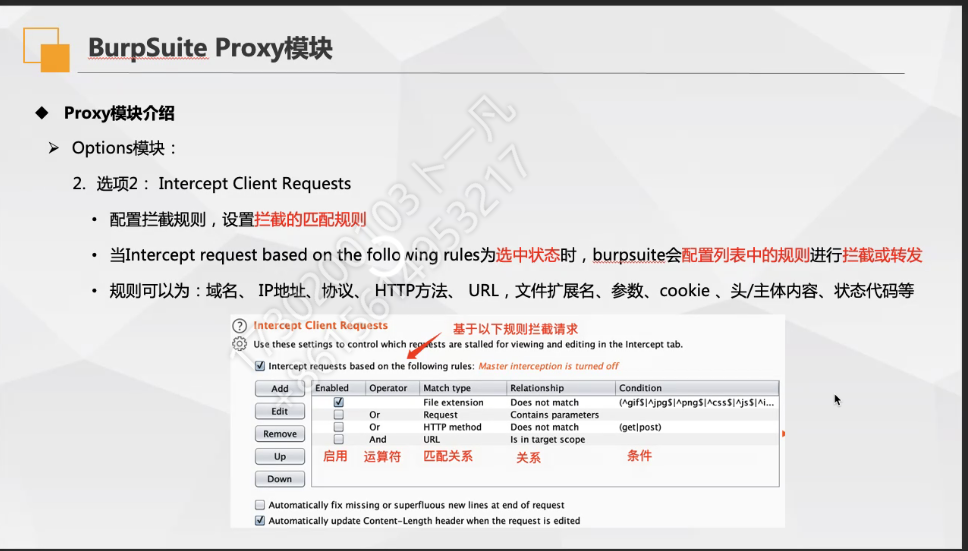 BurpSuite Proxy模块
◆ Proxy模块介绍
➢ Options模块：
2. 选项2： Intercept Client Requests
• 配置拦截规则，设置拦截的匹配规则
• 当Intercept request based on the following rules为选中状态时，burpsuite会配置列表中的规则进行拦截或转发
• 规则可以为：域名、 IP地址、协议、 HTTP方法、 URL，文件扩展名、参数、cookie 、头/主体内容、状态代码等
Intercept Client Requests
基于以下规则拦截请求
Use these settings to control which requests are stalled for viewing and editing in the Intercept tab.
Intercept requests based on the following rules: Master interception is turned off
Add Enabled Operator Match type Relationship Condition
File extension Does not match (^gif$|^jpg$|^png$|^css$|^js$|^i...
Edit Or Request Contains parameters
Or HTTP method Does not match (get|post)
Remove And URL Is in target scope
Up 启用 运算符 匹配关系 关系 条件
Down
Automatically fix missing or superfluous new lines at end of request
Automatically update Content-Length header when the request is edited